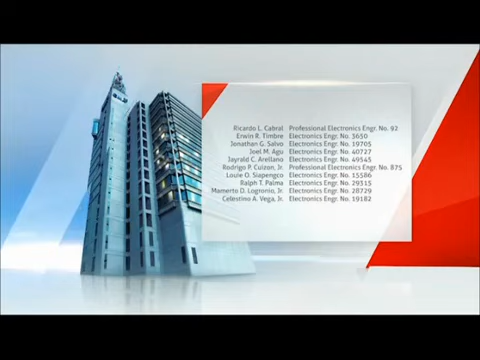 Ricardo L. Cabral Professional Electronics Engr. No. 92
Erwin R. Timbre Electronics Engr. No. 3650
Jonathan G. Salvo Electronics Engr. No. 19705
Joel M. Agu Electronics Engr. No. 40727
Jayrald C. Arellano Electronics Engr. No. 49545
Rodrigo P. Cuizon, Jr. Professional Electronics Engr. No. 875
Louie O. Siapengco Electronics Engr. No. 15586
Ralph T. Palma Electronics Engr. No. 29315
Mamerto D. Logronio, Jr. Electronics Engr. No. 28729
Celestino A. Vega, Jr. Electronics Engr. No. 19182